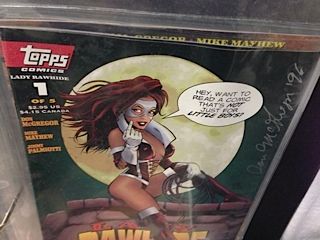 GREGOR, MIKE MAYHEW
Topps
COMICS
LADY RAWHIDE
1
OF 5
$2.95 US
$4.15 CANADA
DON
McGREGOR
MIKE
MAYHEW
JIMMY
PALMIOTTI
HEY, WANT TO
READ A COMIC
THAT'S NOT
JUST FOR
LITTLE BOYS?
RAWHIDE